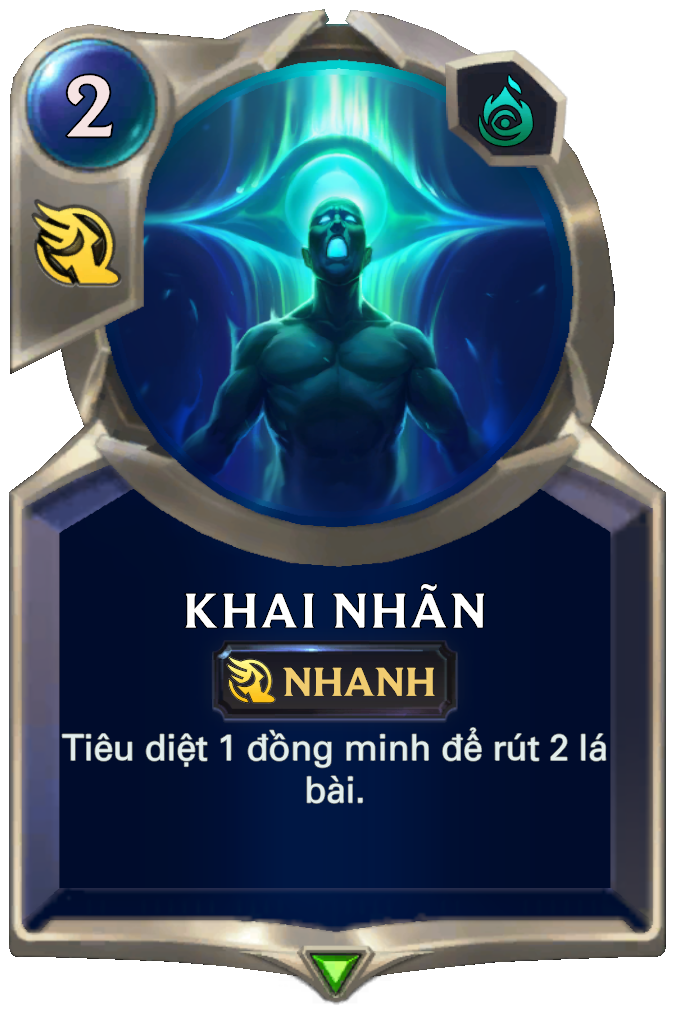 2
KHAI NHÃN
NHANH
Tiêu diệt 1 đồng minh để rút 2 lá
bài.